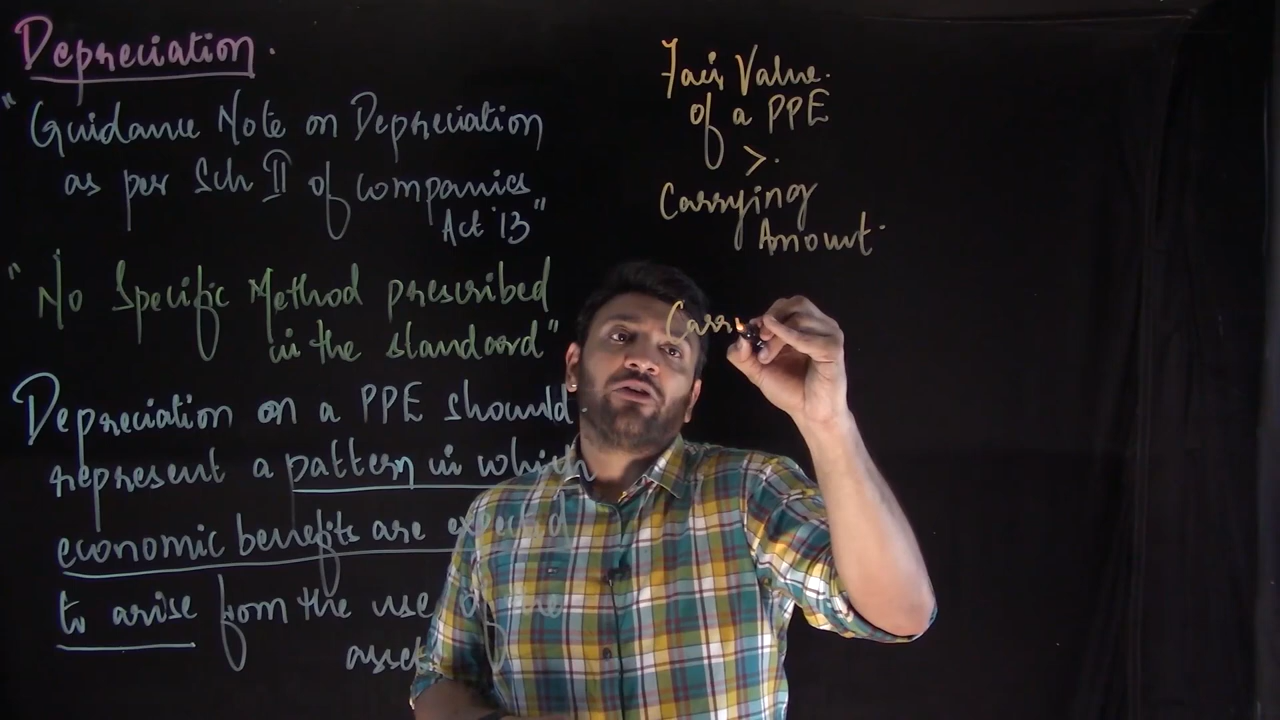 Depreciation.
"Guidance Note on Depreciation
as per Sch II of companies
Act '13"
"No Specific Method prescribed
in the standard"
Depreciation on a PPE should
represent a pattern in which
economic benefits are expected
to arise from the use of the
asset.
Fair Value.
of a PPE
>.
Carrying
Amount.
Carr